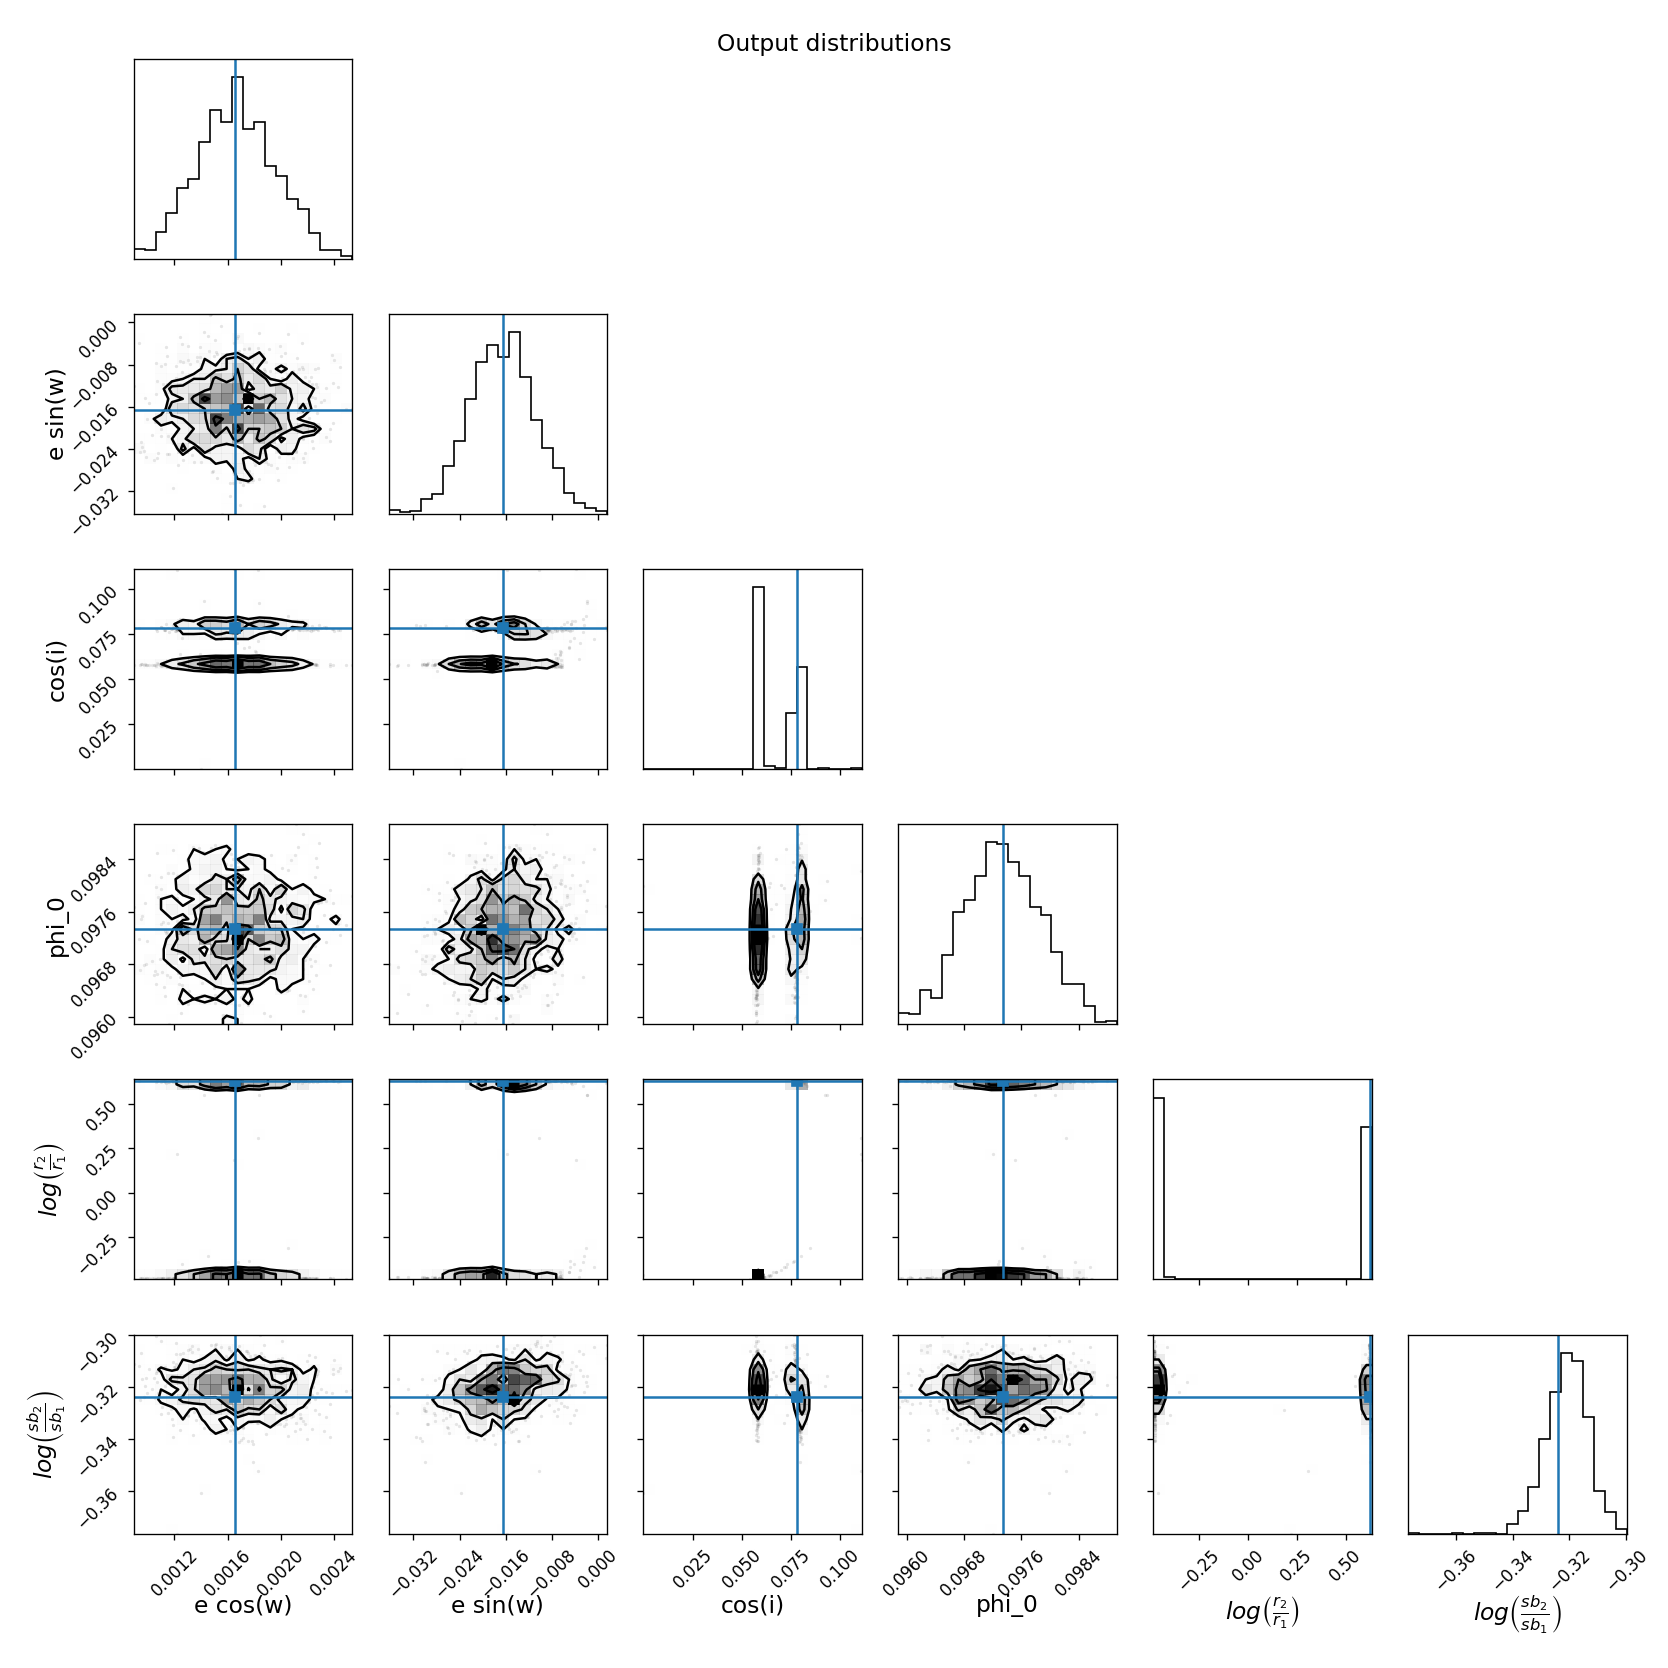 Output distributions
e sin(w)
0.000
−0.008
−0.016
−0.024
−0.032
cos(i)
0.100
0.075
0.050
0.025
phi_0
0.0984
0.0976
0.0968
0.0960
log(r2/r1)
0.50
0.25
0.00
−0.25
log(sb2/sb1)
−0.30
−0.32
−0.34
−0.36
0.0012 0.0016 0.0020 0.0024
e cos(w)
−0.032 −0.024 −0.016 −0.008 0.000
e sin(w)
0.025 0.050 0.075 0.100
cos(i)
0.0960 0.0968 0.0976 0.0984
phi_0
−0.25 0.00 0.25 0.50
log(r2/r1)
−0.36 −0.34 −0.32 −0.30
log(sb2/sb1)